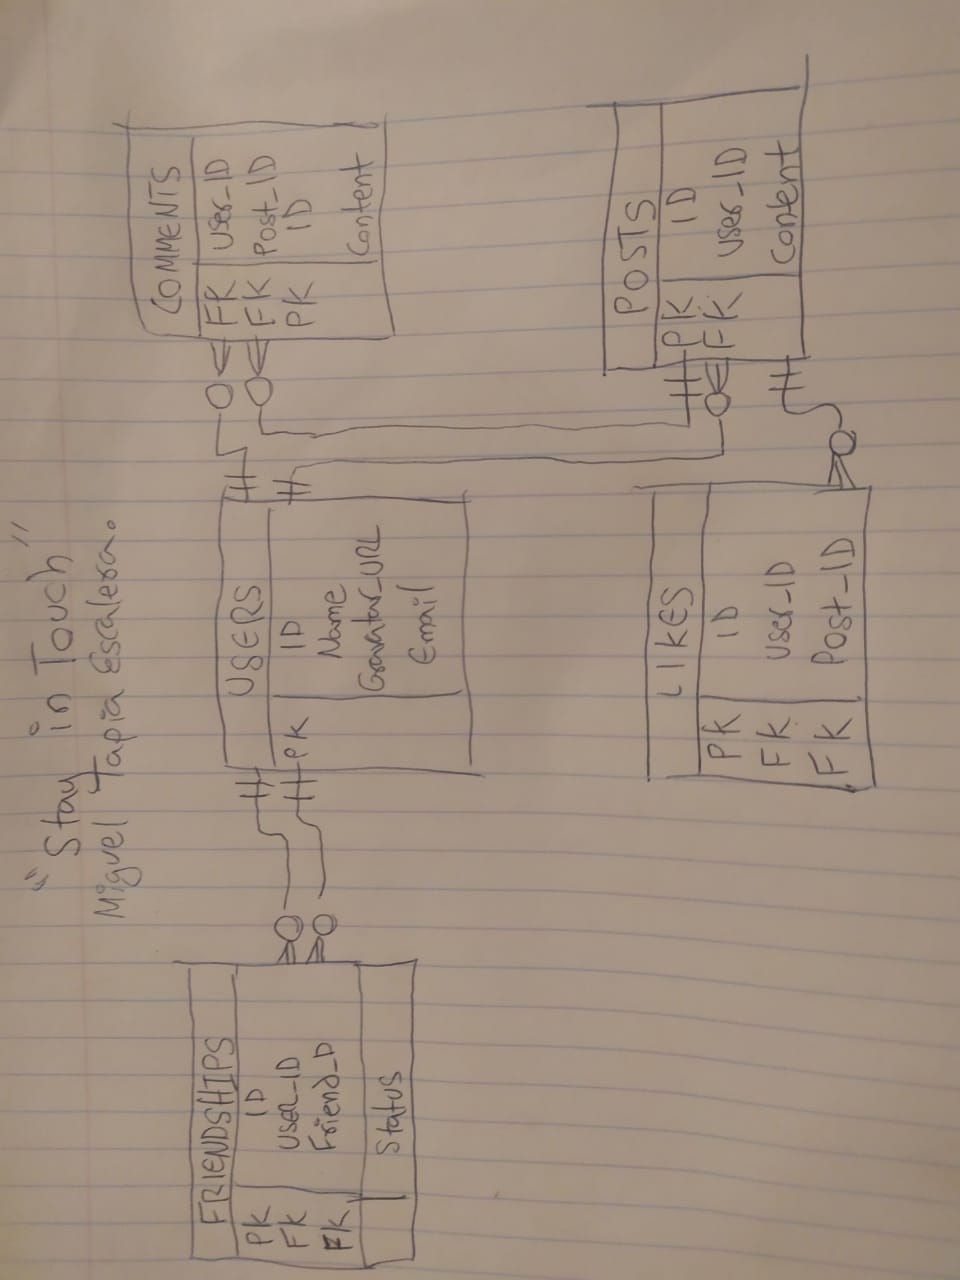 "Stay in Touch"
Miguel Tapia Escalera.
FRIENDSHIPS
PK ID
FK User_ID
FK Friend_D
Status
USERS
PK ID
Name
Gravatar_URL
Email
COMMENTS
FK User_ID
FK Post_ID
PK ID
Content
LIKES
PK ID
FK User_ID
FK Post_ID
POSTS
PK ID
FK User_ID
Content